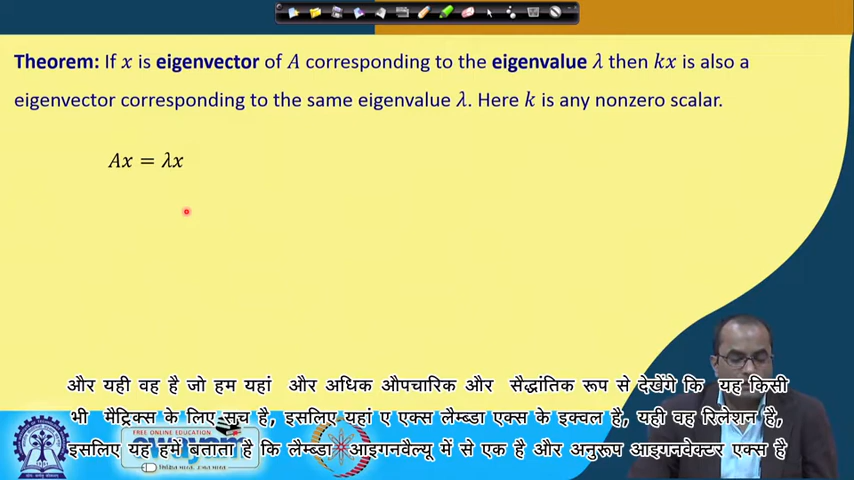 Theorem: If x is eigenvector of A corresponding to the eigenvalue λ then kx is also a
eigenvector corresponding to the same eigenvalue λ. Here k is any nonzero scalar.
Ax = λx
और यही वह है जो हम यहां और अधिक औपचारिक और सैद्धांतिक रूप से देखेंगे कि यह किसी
भी मैट्रिक्स के लिए सच है, इसलिए यहां ए एक्स लैम्ब्डा एक्स के इक्वल है, यही वह रिलेशन है,
इसलिए यह हमें बताता है कि लैम्ब्डा आइगनवैल्यू में से एक है और अनुरूप आइगनवेक्टर एक्स है
FREE ONLINE EDUCATION
swayam